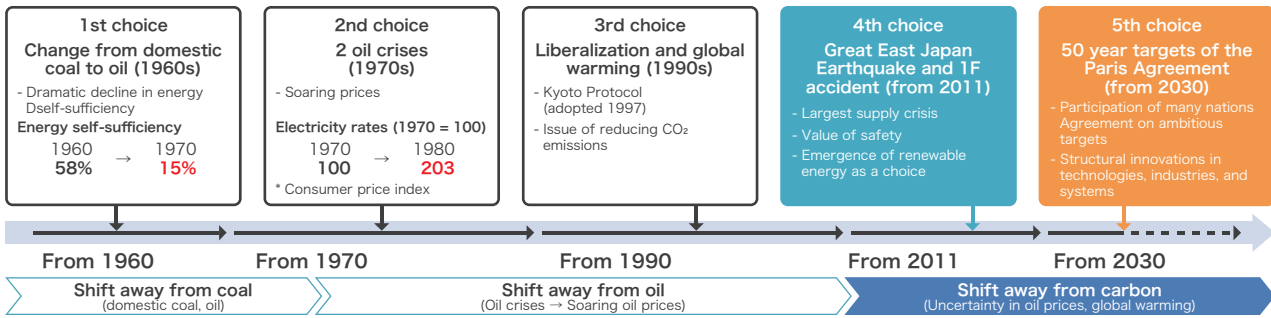 1st choice
Change from domestic
coal to oil (1960s)
- Dramatic decline in energy
Dself-sufficiency
Energy self-sufficiency
1960 → 1970
58% 15%
2nd choice
2 oil crises
(1970s)
- Soaring prices
Electricity rates (1970 = 100)
1970 → 1980
100 203
* Consumer price index
3rd choice
Liberalization and global
warming (1990s)
- Kyoto Protocol
(adopted 1997)
- Issue of reducing CO₂
emissions
4th choice
Great East Japan
Earthquake and 1F
accident (from 2011)
- Largest supply crisis
- Value of safety
- Emergence of renewable
energy as a choice
5th choice
50 year targets of the
Paris Agreement
(from 2030)
- Participation of many nations
Agreement on ambitious
targets
- Structural innovations in
technologies, industries, and
systems
From 1960
From 1970
From 1990
From 2011
From 2030
Shift away from coal
(domestic coal, oil)
Shift away from oil
(Oil crises → Soaring oil prices)
Shift away from carbon
(Uncertainty in oil prices, global warming)